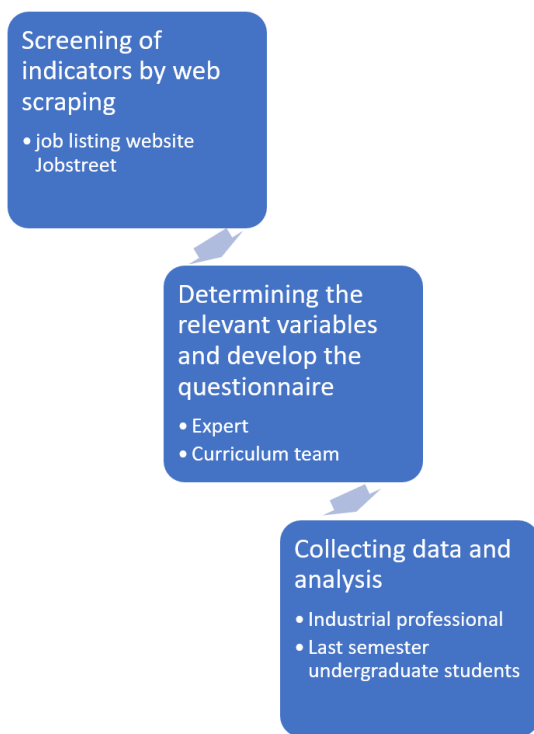 Screening of
indicators by web
scraping
• job listing website
Jobstreet
Determining the
relevant variables
and develop the
questionnaire
• Expert
• Curriculum team
Collecting data and
analysis
• Industrial professional
• Last semester
undergraduate students